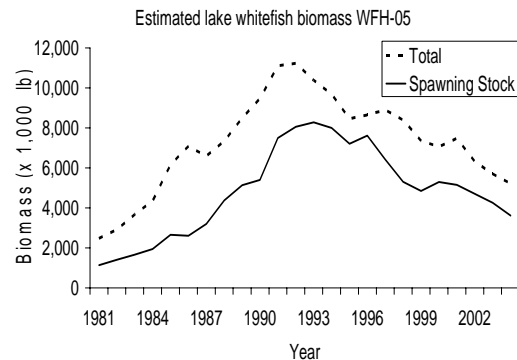 Estimated lake whitefish biomass WFH-05
Total
Spawning Stock
Biomass (x 1,000 lb)
12,000
10,000
8,000
6,000
4,000
2,000
0
1981 1984 1987 1990 1993 1996 1999 2002
Year